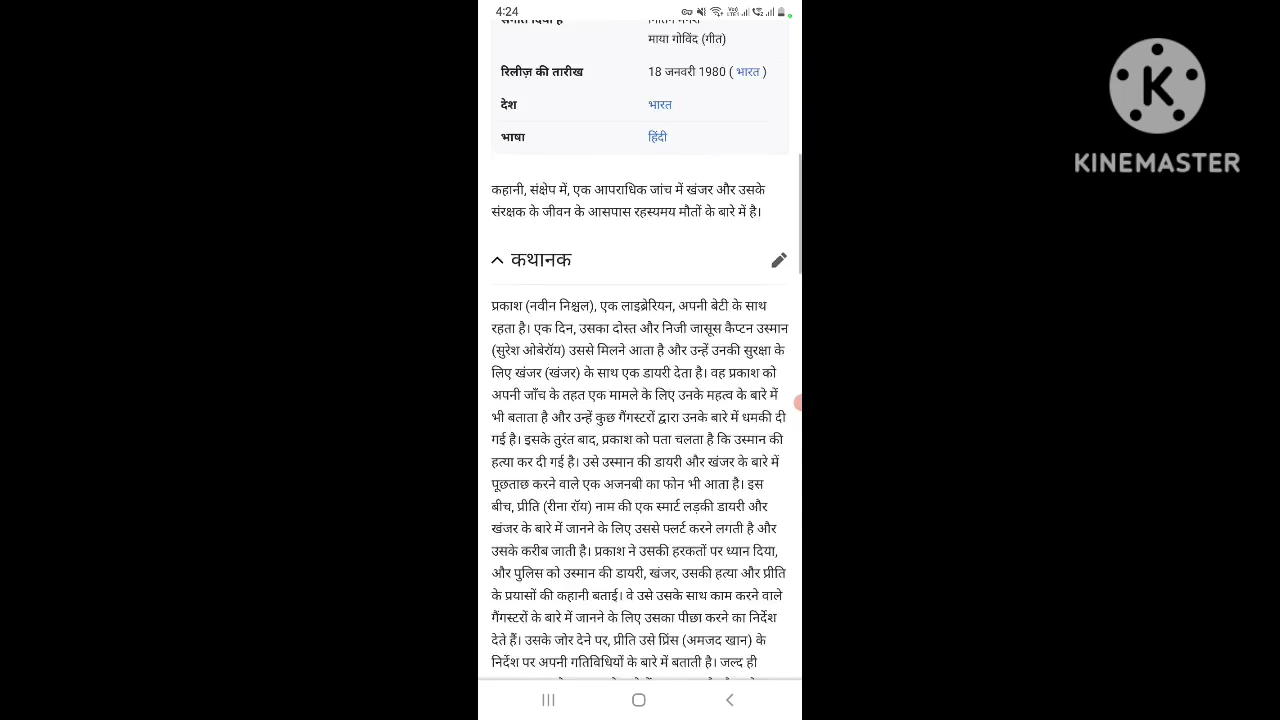 4:24
माया गोविंद (गीत)
रिलीज़ की तारीख 18 जनवरी 1980 ( भारत )
देश भारत
भाषा हिंदी
कहानी, संक्षेप में, एक आपराधिक जांच में खंजर और उसके
संरक्षक के जीवन के आसपास रहस्यमय मौतों के बारे में है।
कथानक
प्रकाश (नवीन निश्चल), एक लाइब्रेरियन, अपनी बेटी के साथ
रहता है। एक दिन, उसका दोस्त और निजी जासूस कैप्टन उस्मान
(सुरेश ओबेरॉय) उससे मिलने आता है और उन्हें उनकी सुरक्षा के
लिए खंजर (खंजर) के साथ एक डायरी देता है। वह प्रकाश को
अपनी जाँच के तहत एक मामले के लिए उनके महत्व के बारे में
भी बताता है और उन्हें कुछ गैंगस्टरों द्वारा उनके बारे में धमकी दी
गई है। इसके तुरंत बाद, प्रकाश को पता चलता है कि उस्मान की
हत्या कर दी गई है। उसे उस्मान की डायरी और खंजर के बारे में
पूछताछ करने वाले एक अजनबी का फोन भी आता है। इस
बीच, प्रीति (रीना रॉय) नाम की एक स्मार्ट लड़की डायरी और
खंजर के बारे में जानने के लिए उससे फ्लर्ट करने लगती है और
उसके करीब जाती है। प्रकाश ने उसकी हरकतों पर ध्यान दिया,
और पुलिस को उस्मान की डायरी, खंजर, उसकी हत्या और प्रीति
के प्रयासों की कहानी बताई। वे उसे उसके साथ काम करने वाले
गैंगस्टरों के बारे में जानने के लिए उसका पीछा करने का निर्देश
देते हैं। उसके जोर देने पर, प्रीति उसे प्रिंस (अमजद खान) के
निर्देश पर अपनी गतिविधियों के बारे में बताती है। जल्द ही
K
KINEMASTER